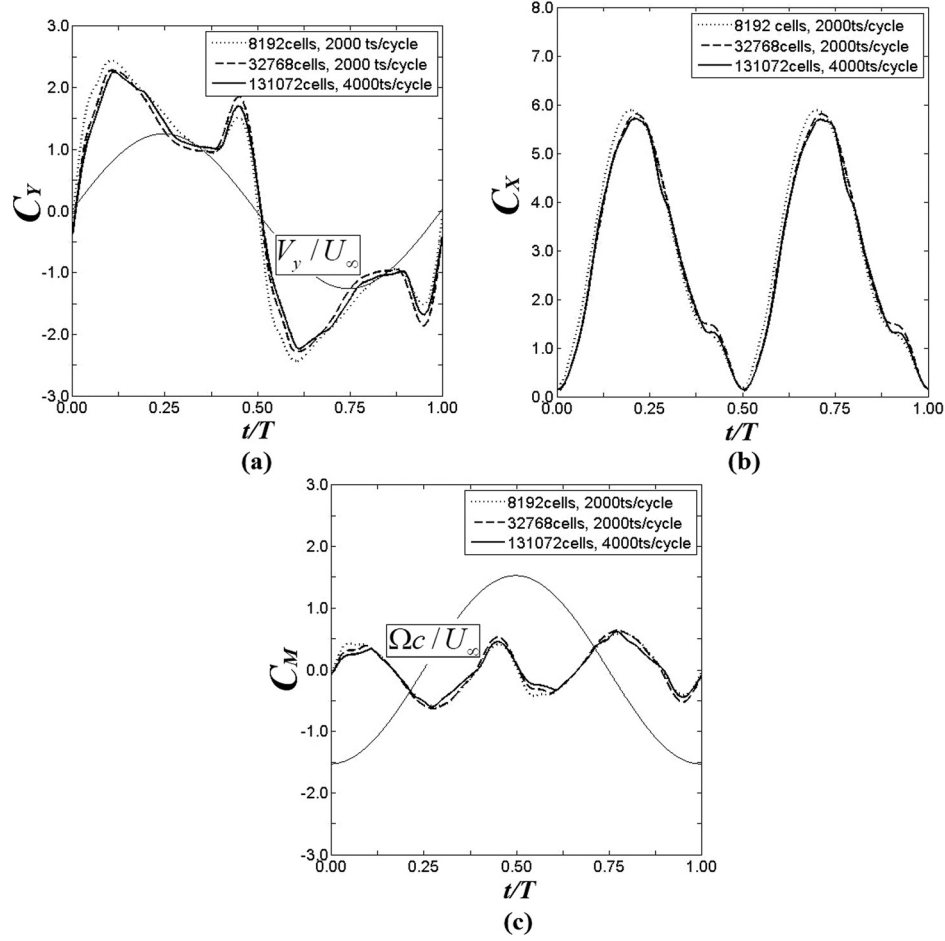 3.0
2.0
1.0
0.0
-1.0
-2.0
-3.0
C_Y
8192cells, 2000 ts/cycle
32768cells, 2000 ts/cycle
131072cells, 4000ts/cycle
V_y/U_∞
0.00 0.25 0.50 0.75 1.00
t/T
(a)
8.0
7.0
6.0
5.0
4.0
3.0
2.0
1.0
0.0
C_X
8192 cells, 2000ts/cycle
32768cells, 2000ts/cycle
131072cells, 4000ts/cycle
0.00 0.25 0.50 0.75 1.00
t/T
(b)
3.0
2.0
1.0
0.0
-1.0
-2.0
-3.0
C_M
8192cells, 2000ts/cycle
32768cells, 2000ts/cycle
131072cells, 4000ts/cycle
Ωc/U_∞
0.00 0.25 0.50 0.75 1.00
t/T
(c)